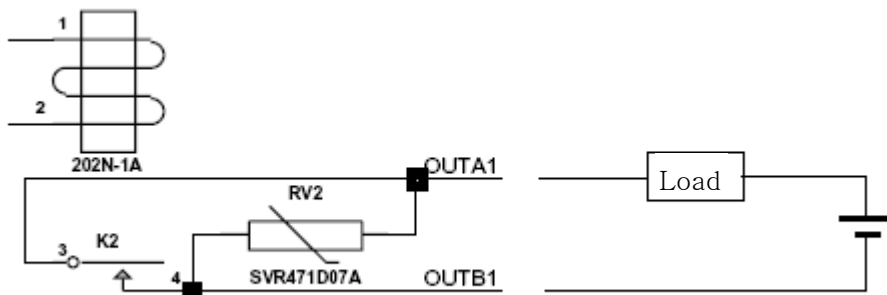 1
2
202N-1A
OUTA1
Load
RV2
K2
3
4
SVR471D07A
OUTB1